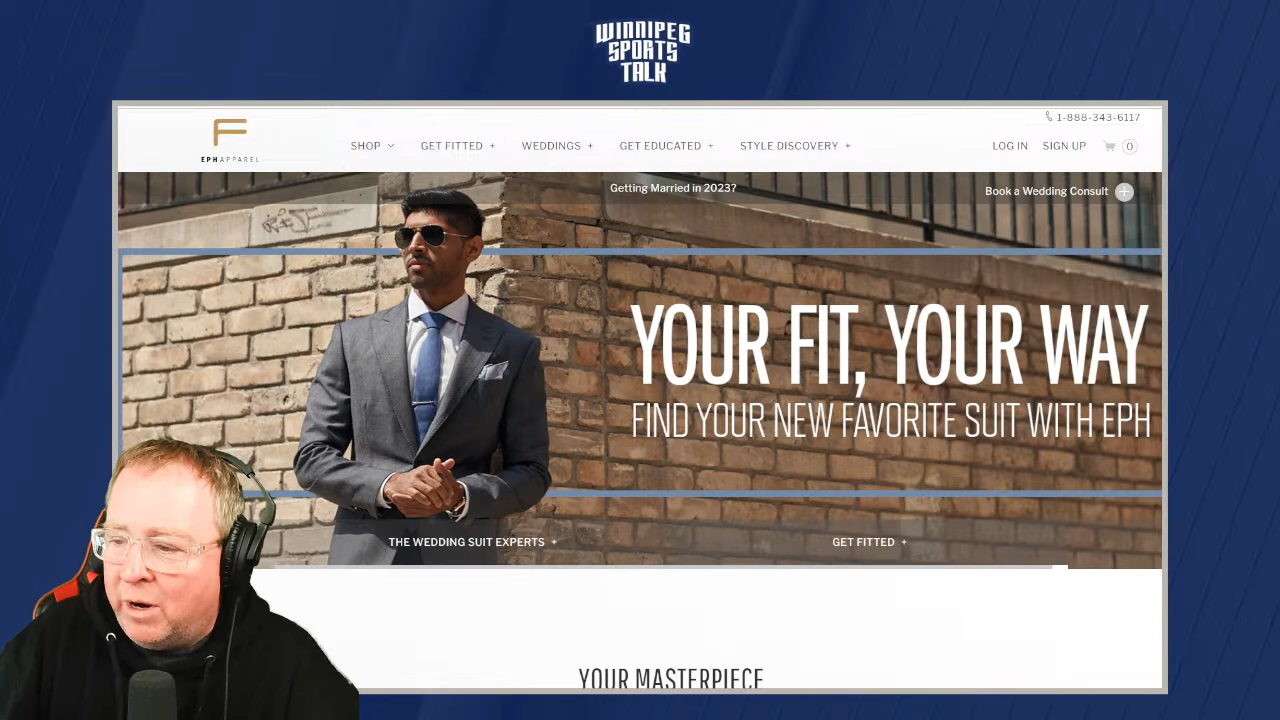 WINNIPEG
SPORTS
TALK
1-888-343-6117
EPH APPAREL
SHOP
GET FITTED +
WEDDINGS +
GET EDUCATED +
STYLE DISCOVERY +
LOG IN
SIGN UP
0
Getting Married in 2023?
Book a Wedding Consult
YOUR FIT, YOUR WAY
FIND YOUR NEW FAVORITE SUIT WITH EPH
THE WEDDING SUIT EXPERTS +
GET FITTED +
YOUR MASTERPIECE